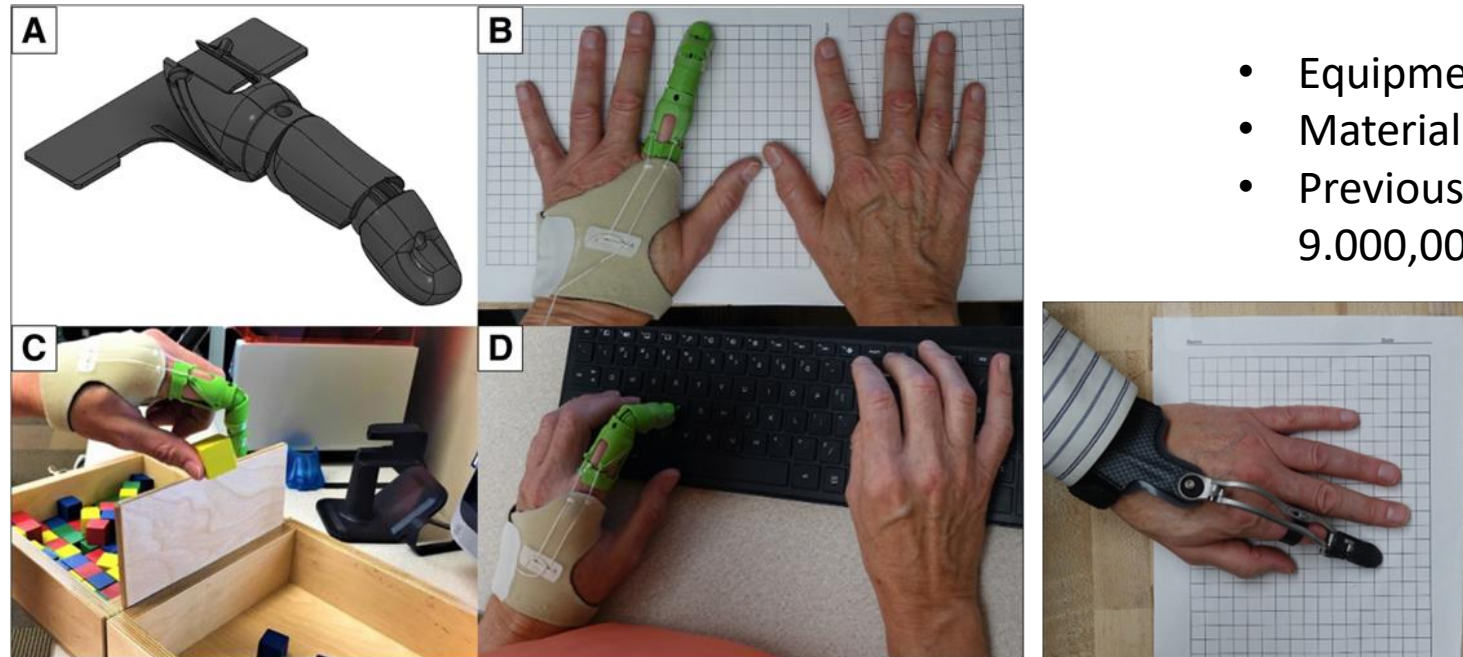 A
B
• Equipme
• Material
• Previous
9.000,00
C
D